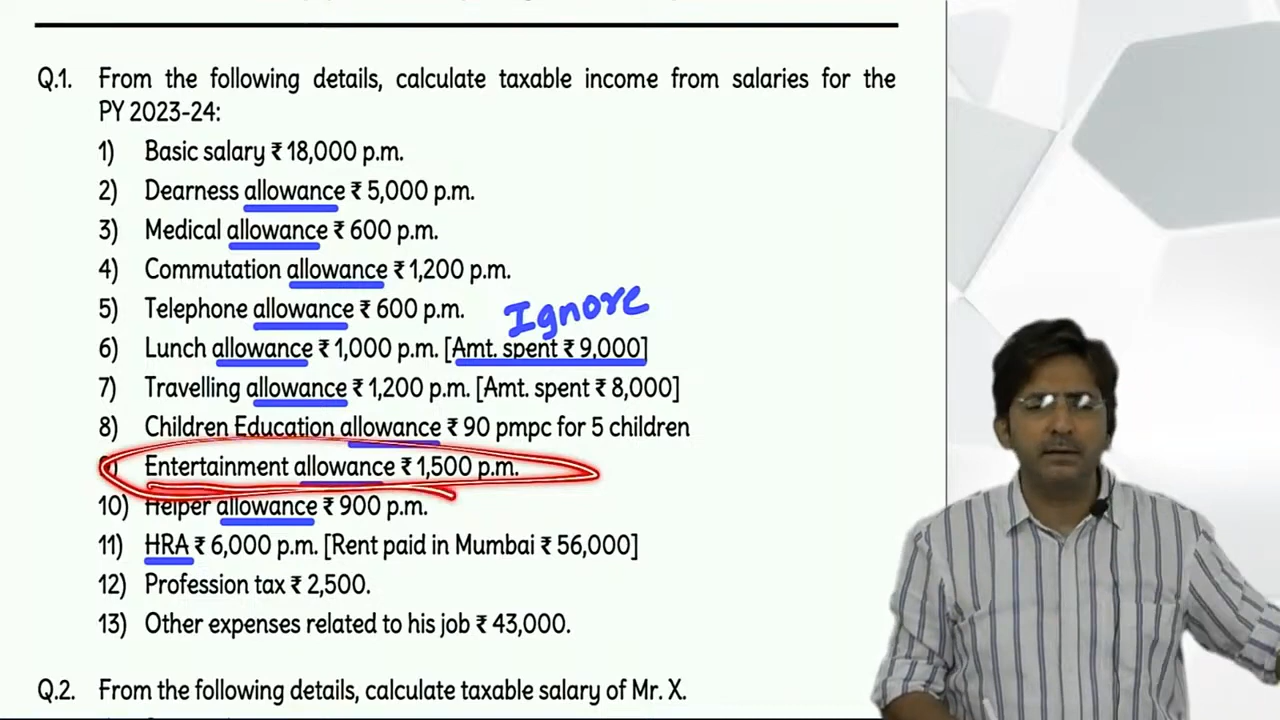 Q.1. From the following details, calculate taxable income from salaries for the
PY 2023-24:
1) Basic salary ₹ 18,000 p.m.
2) Dearness allowance ₹ 5,000 p.m.
3) Medical allowance ₹ 600 p.m.
4) Commutation allowance ₹ 1,200 p.m.
5) Telephone allowance ₹ 600 p.m.
Ignore
6) Lunch allowance ₹ 1,000 p.m. [Amt. spent ₹ 9,000]
7) Travelling allowance ₹ 1,200 p.m. [Amt. spent ₹ 8,000]
8) Children Education allowance ₹ 90 pmpc for 5 children
Entertainment allowance ₹ 1,500 p.m.
10) Helper allowance ₹ 900 p.m.
11) HRA ₹ 6,000 p.m. [Rent paid in Mumbai ₹ 56,000]
12) Profession tax ₹ 2,500.
13) Other expenses related to his job ₹ 43,000.
Q.2. From the following details, calculate taxable salary of Mr. X.